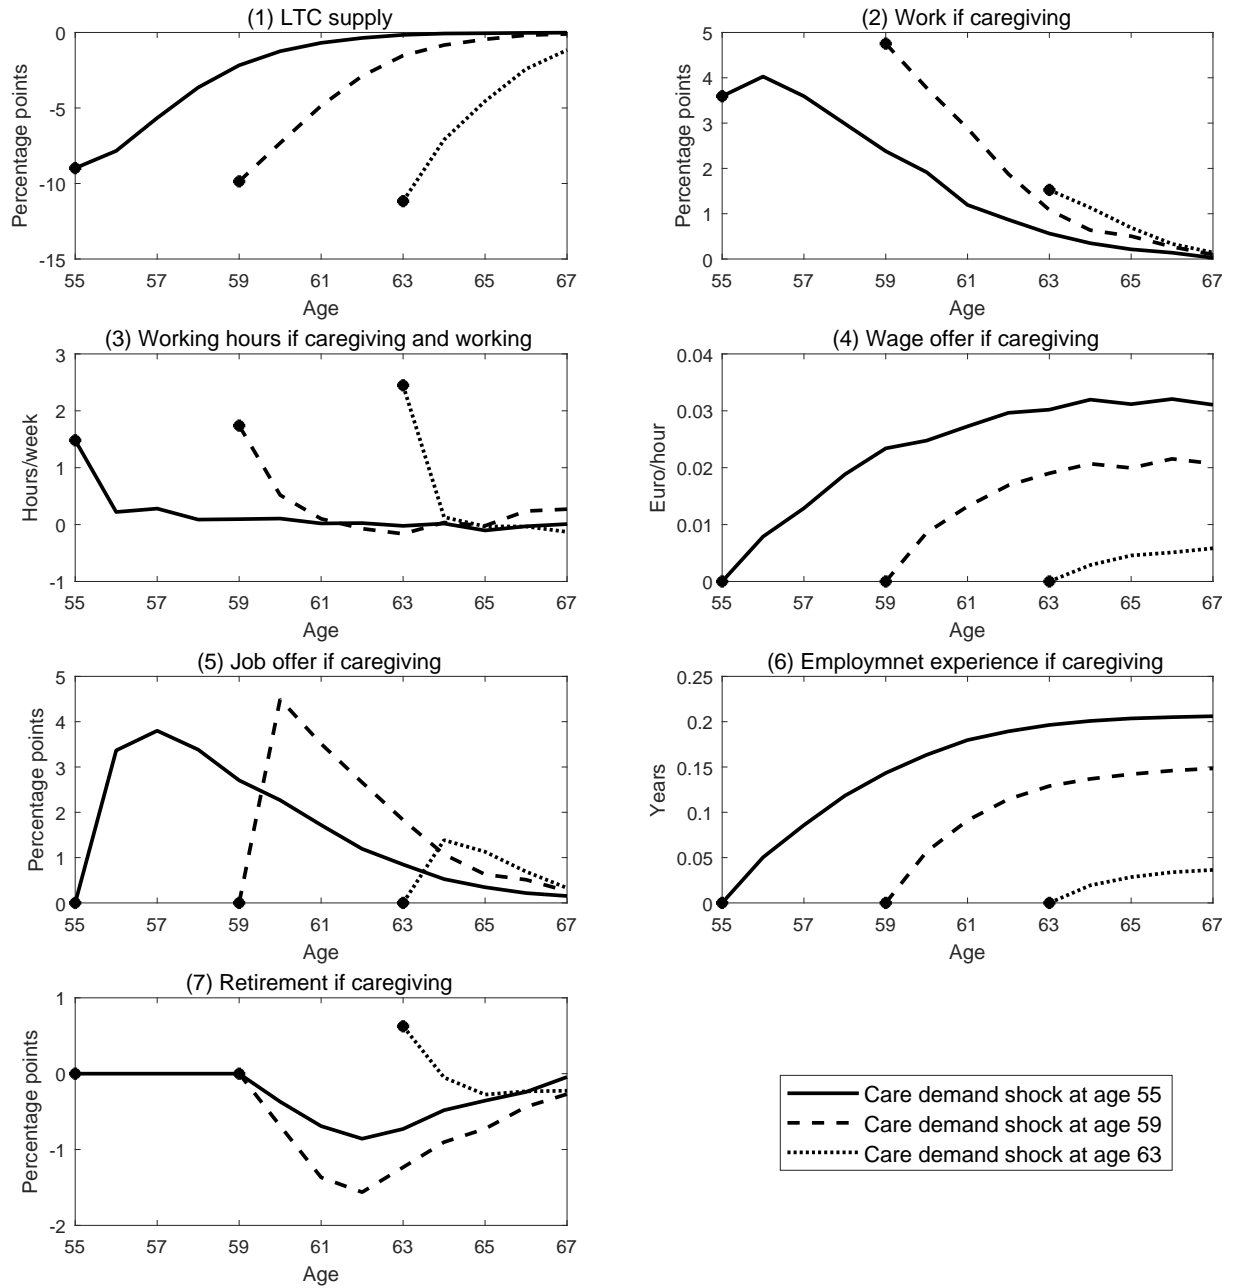 (1) LTC supply
Percentage points
0
-5
-10
-15
55 57 59 61 63 65 67
Age
(2) Work if caregiving
Percentage points
5
4
3
2
1
0
55 57 59 61 63 65 67
Age
(3) Working hours if caregiving and working
Hours/week
3
2
1
0
-1
55 57 59 61 63 65 67
Age
(4) Wage offer if caregiving
Euro/hour
0.04
0.03
0.02
0.01
0
55 57 59 61 63 65 67
Age
(5) Job offer if caregiving
Percentage points
5
4
3
2
1
0
55 57 59 61 63 65 67
Age
(6) Employmnet experience if caregiving
Years
0.25
0.2
0.15
0.1
0.05
0
55 57 59 61 63 65 67
Age
(7) Retirement if caregiving
Percentage points
1
0
-1
-2
55 57 59 61 63 65 67
Age
Care demand shock at age 55
Care demand shock at age 59
Care demand shock at age 63